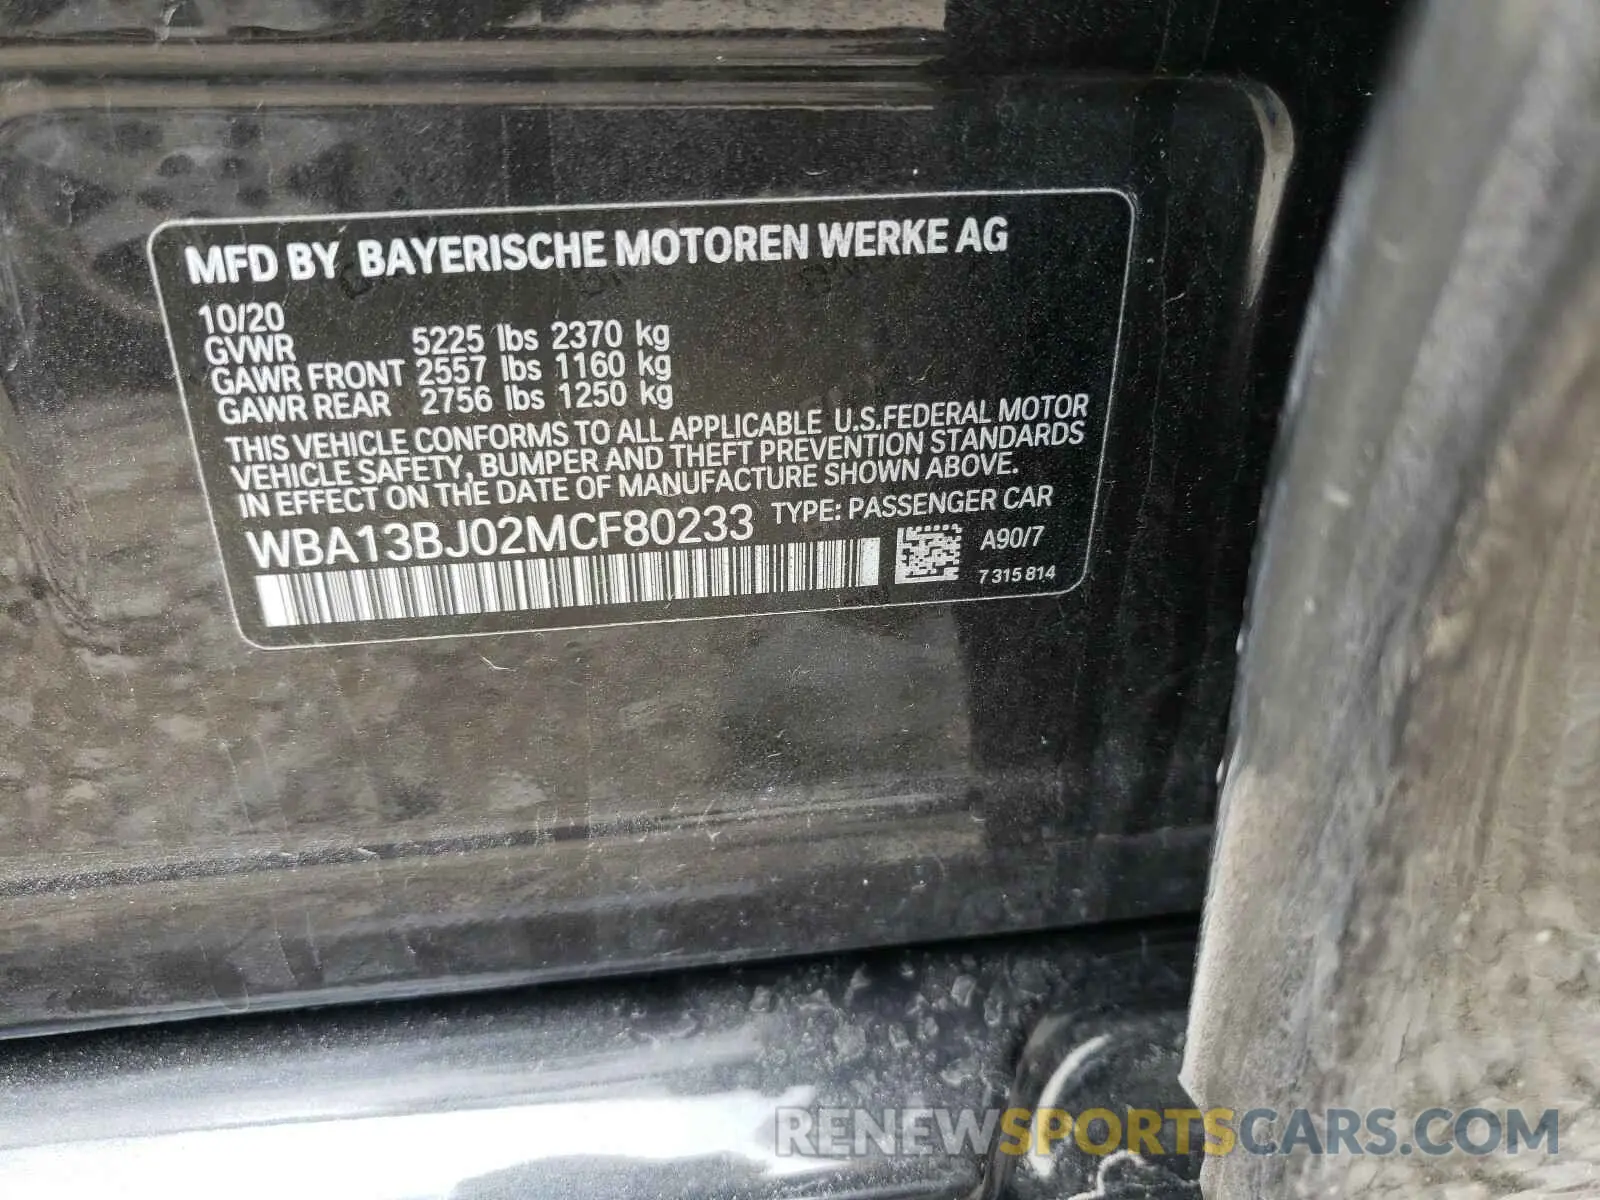 MFD BY BAYERISCHE MOTOREN WERKE AG
10/20
GVWR 5225 lbs 2370 kg
GAWR FRONT 2557 lbs 1160 kg
GAWR REAR 2756 lbs 1250 kg
THIS VEHICLE CONFORMS TO ALL APPLICABLE U.S.FEDERAL MOTOR
VEHICLE SAFETY, BUMPER AND THEFT PREVENTION STANDARDS
IN EFFECT ON THE DATE OF MANUFACTURE SHOWN ABOVE.
WBA13BJ02MCF80233 TYPE: PASSENGER CAR
A90/7
7 315 814
RENEWSPORTSCARS.COM